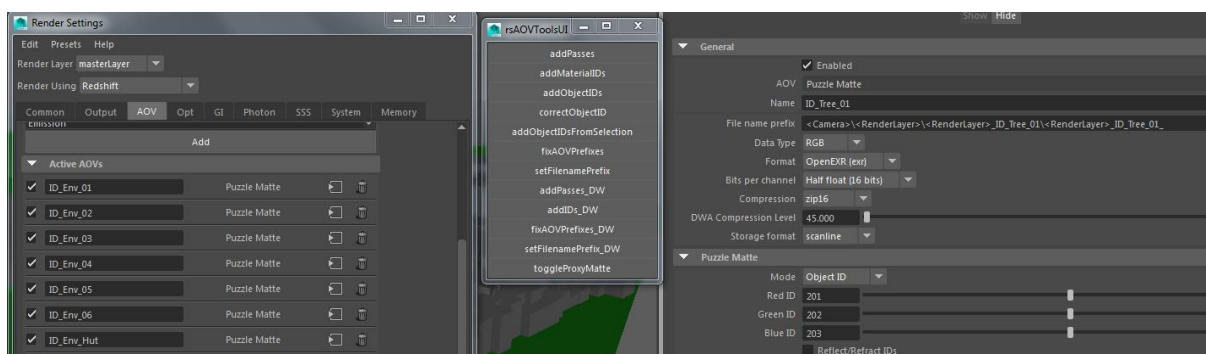 Render Settings
Edit Presets Help
Render Layer masterLayer
Render Using Redshift
Common Output AOV Opt GI Photon SSS System Memory
Emission
Add
Active AOVs
ID_Env_01 Puzzle Matte
ID_Env_02 Puzzle Matte
ID_Env_03 Puzzle Matte
ID_Env_04 Puzzle Matte
ID_Env_05 Puzzle Matte
ID_Env_06 Puzzle Matte
ID_Env_Hut Puzzle Matte
rsAOVToolsUI
addPasses
addMaterialIDs
addObjectIDs
correctObjectID
addObjectIDsFromSelection
fixAOVPrefixes
setFilenamePrefix
addPasses_DW
addIDs_DW
fixAOVPrefixes_DW
setFilenamePrefix_DW
toggleProxyMatte
Show Hide
General
Enabled
AOV Puzzle Matte
Name ID_Tree_01
File name prefix <Camera>\<RenderLayer>\<RenderLayer>_ID_Tree_01\<RenderLayer>_ID_Tree_01_
Data Type RGB
Format OpenEXR (exr)
Bits per channel Half float (16 bits)
Compression zip16
DWA Compression Level 45.000
Storage format scanline
Puzzle Matte
Mode Object ID
Red ID 201
Green ID 202
Blue ID 203
Reflect/Refract IDs